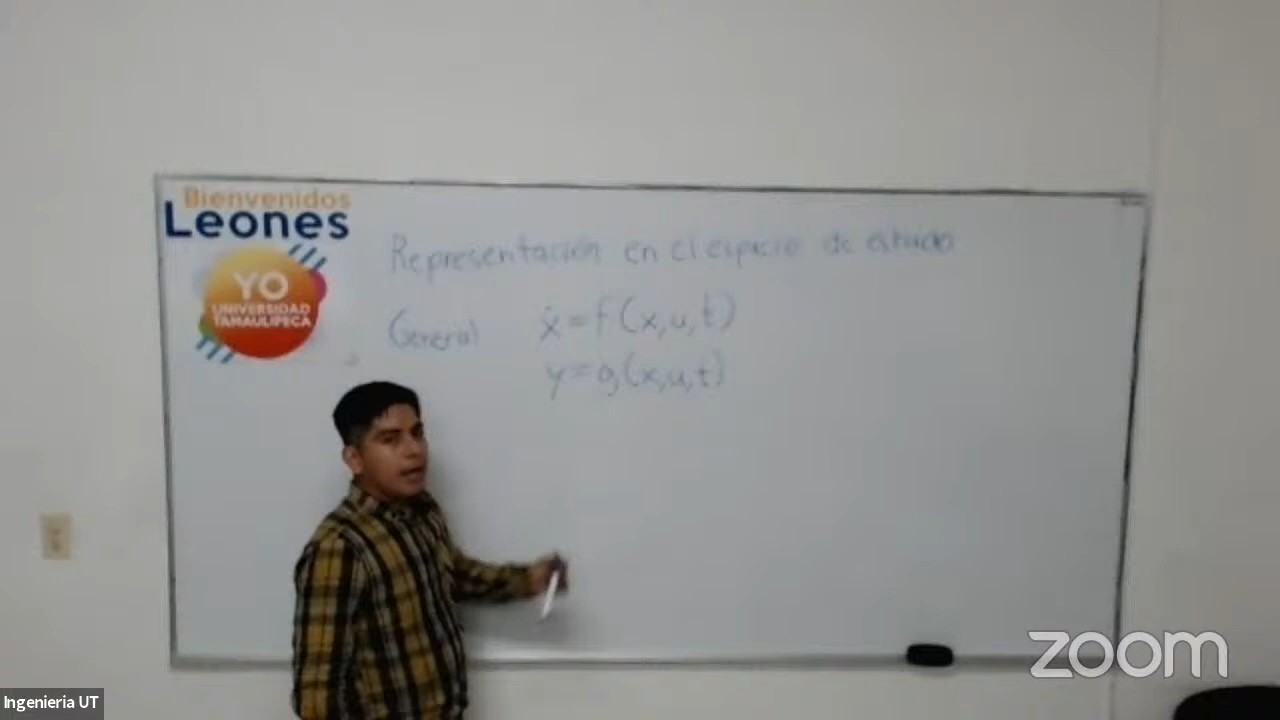 Bienvenidos
Leones
YO
UNIVERSIDAD
TAMAULIPECA
Representación en el espacio de estado
General ẋ=f(x,u,t)
y=g(x,u,t)
zoom
Ingenieria UT